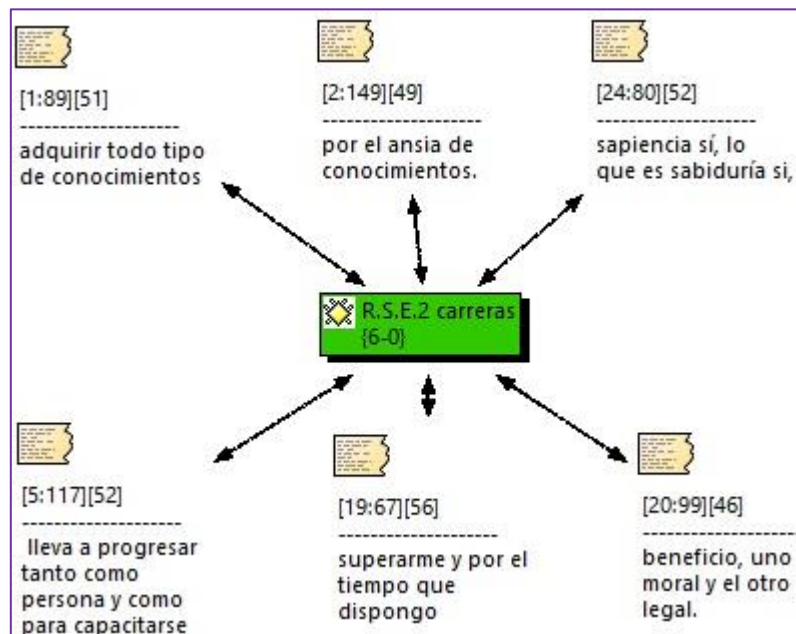 [1:89][51]
--------------------
adquirir todo tipo
de conocimientos
[2:149][49]
--------------------
por el ansia de
conocimientos.
[24:80][52]
--------------------
sapiencia sí, lo
que es sabiduría si,
R.S.E.2 carreras
{6-0}
[5:117][52]
--------------------
lleva a progresar
tanto como
persona y como
para capacitarse
[19:67][56]
--------------------
superarme y por el
tiempo que
dispongo
[20:99][46]
--------------------
beneficio, uno
moral y el otro
legal.